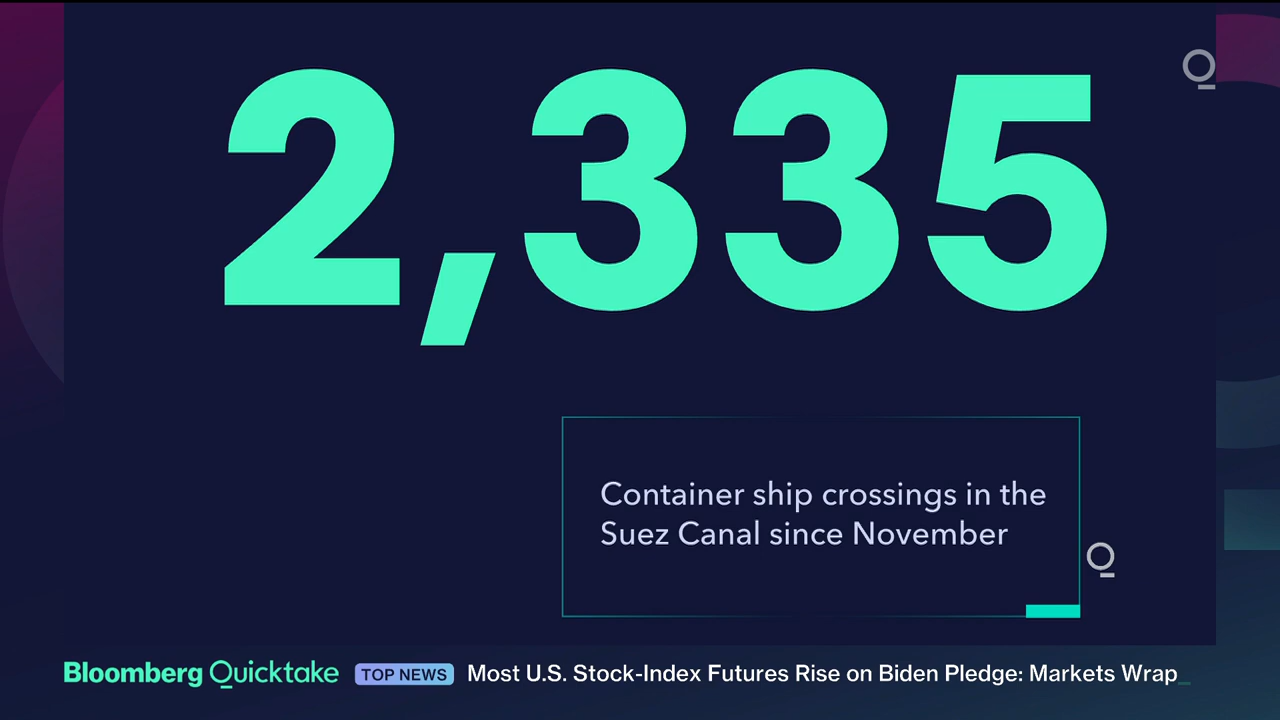 2,335
Container ship crossings in the
Suez Canal since November
Bloomberg Quicktake TOP NEWS Most U.S. Stock-Index Futures Rise on Biden Pledge: Markets Wrap_